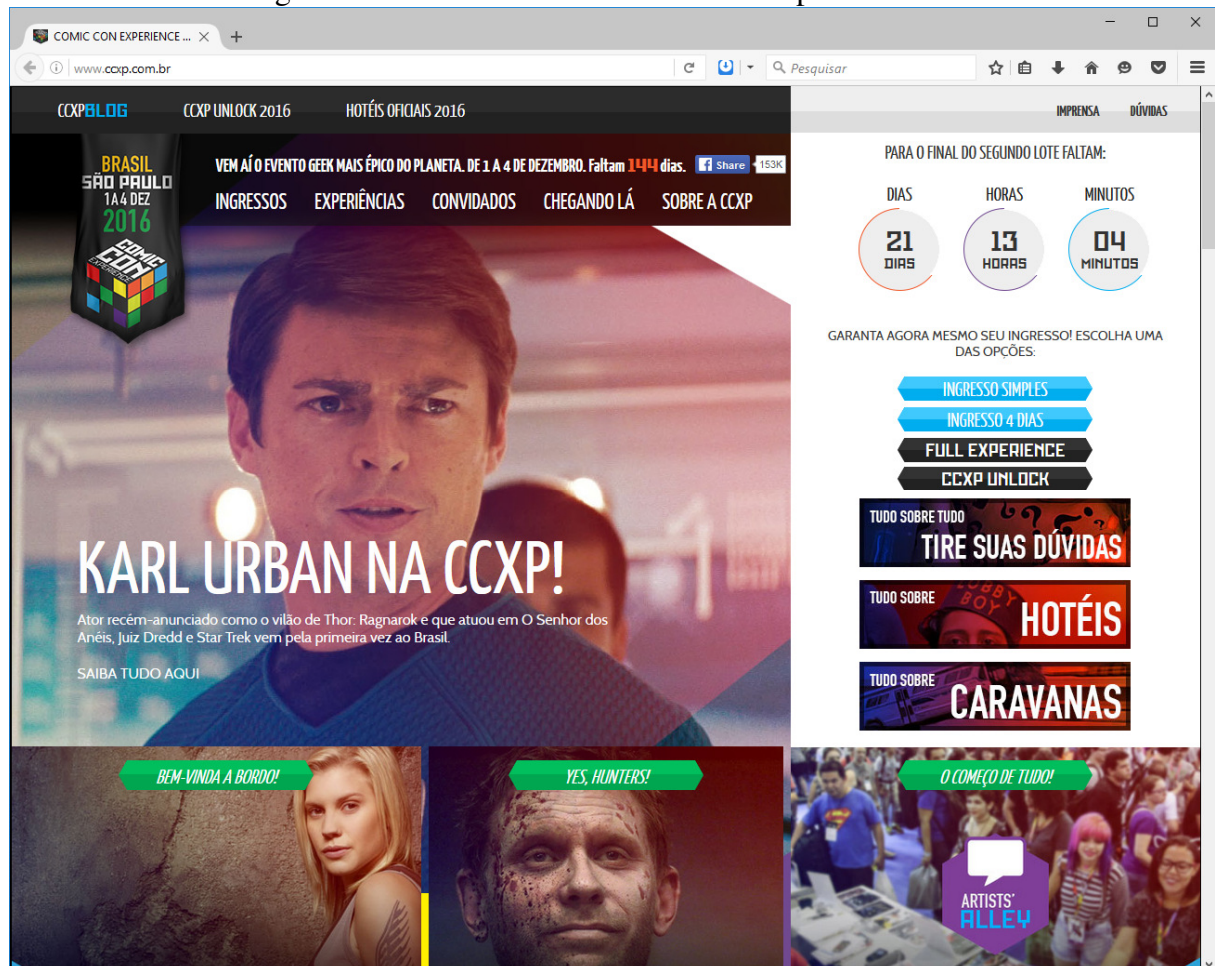 COMIC CON EXPERIENCE ...
www.ccxp.com.br
Pesquisar
CCXPBLOG
CCXP UNLOCK 2016
HOTÉIS OFICIAIS 2016
IMPRENSA
DÚVIDAS
BRASIL
SÃO PAULO
1 A 4 DEZ
2016
COMIC
CON
EXPERIENCE
VEM AÍ O EVENTO GEEK MAIS ÉPICO DO PLANETA. DE 1 A 4 DE DEZEMBRO. Faltam 144 dias.
Share
153K
INGRESSOS
EXPERIÊNCIAS
CONVIDADOS
CHEGANDO LÁ
SOBRE A CCXP
KARL URBAN NA CCXP!
Ator recém-anunciado como o vilão de Thor: Ragnarok e que atuou em O Senhor dos
Anéis, Juiz Dredd e Star Trek vem pela primeira vez ao Brasil.
SAIBA TUDO AQUI
PARA O FINAL DO SEGUNDO LOTE FALTAM:
DIAS
HORAS
MINUTOS
21
DIAS
13
HORAS
04
MINUTOS
GARANTA AGORA MESMO SEU INGRESSO! ESCOLHA UMA
DAS OPÇÕES:
INGRESSO SIMPLES
INGRESSO 4 DIAS
FULL EXPERIENCE
CCXP UNLOCK
TUDO SOBRE TUDO
TIRE SUAS DÚVIDAS
TUDO SOBRE
LOBBY
BOY
HOTÉIS
TUDO SOBRE
CARAVANAS
BEM-VINDA A BORDO!
YES, HUNTERS!
O COMEÇO DE TUDO!
ARTISTS'
ALLEY